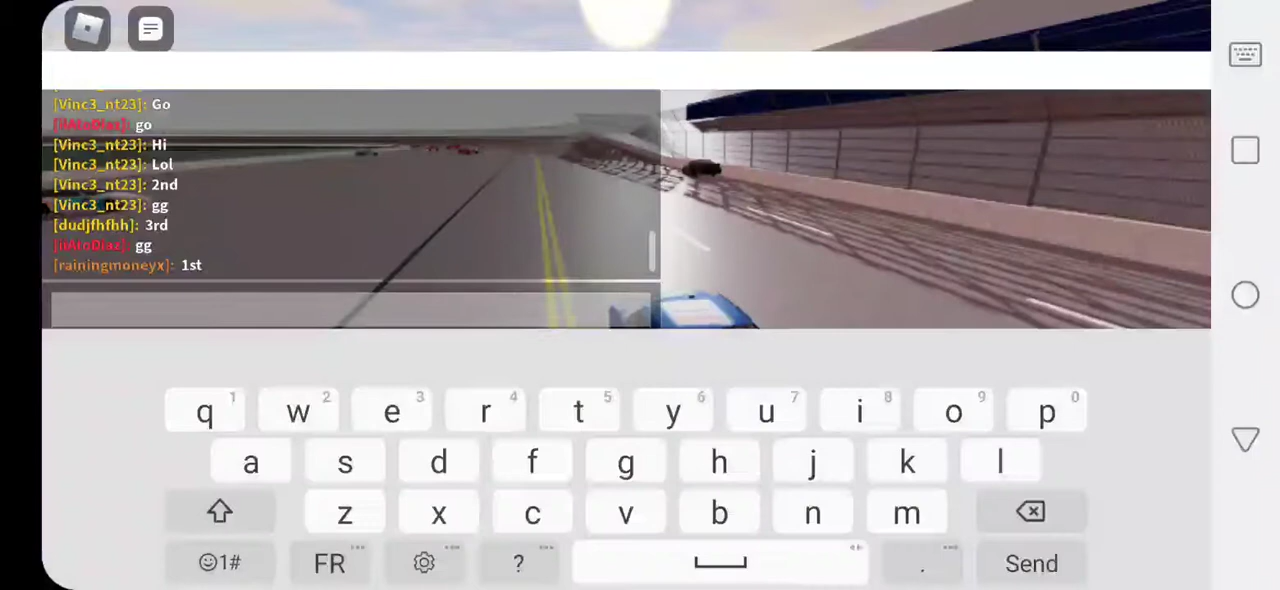 [Vinc3_nt23]: Go
go
[Vinc3_nt23]: Hi
[Vinc3_nt23]: Lol
[Vinc3_nt23]: 2nd
[Vinc3_nt23]: gg
[dudjfhfhh]: 3rd
gg
[rainingmoneyx]: 1st
q 1 w 2 e 3 r 4 t 5 y 6 u 7 i 8 o 9 p 0
a s d f g h j k l
z x c v b n m
1# FR ? . Send